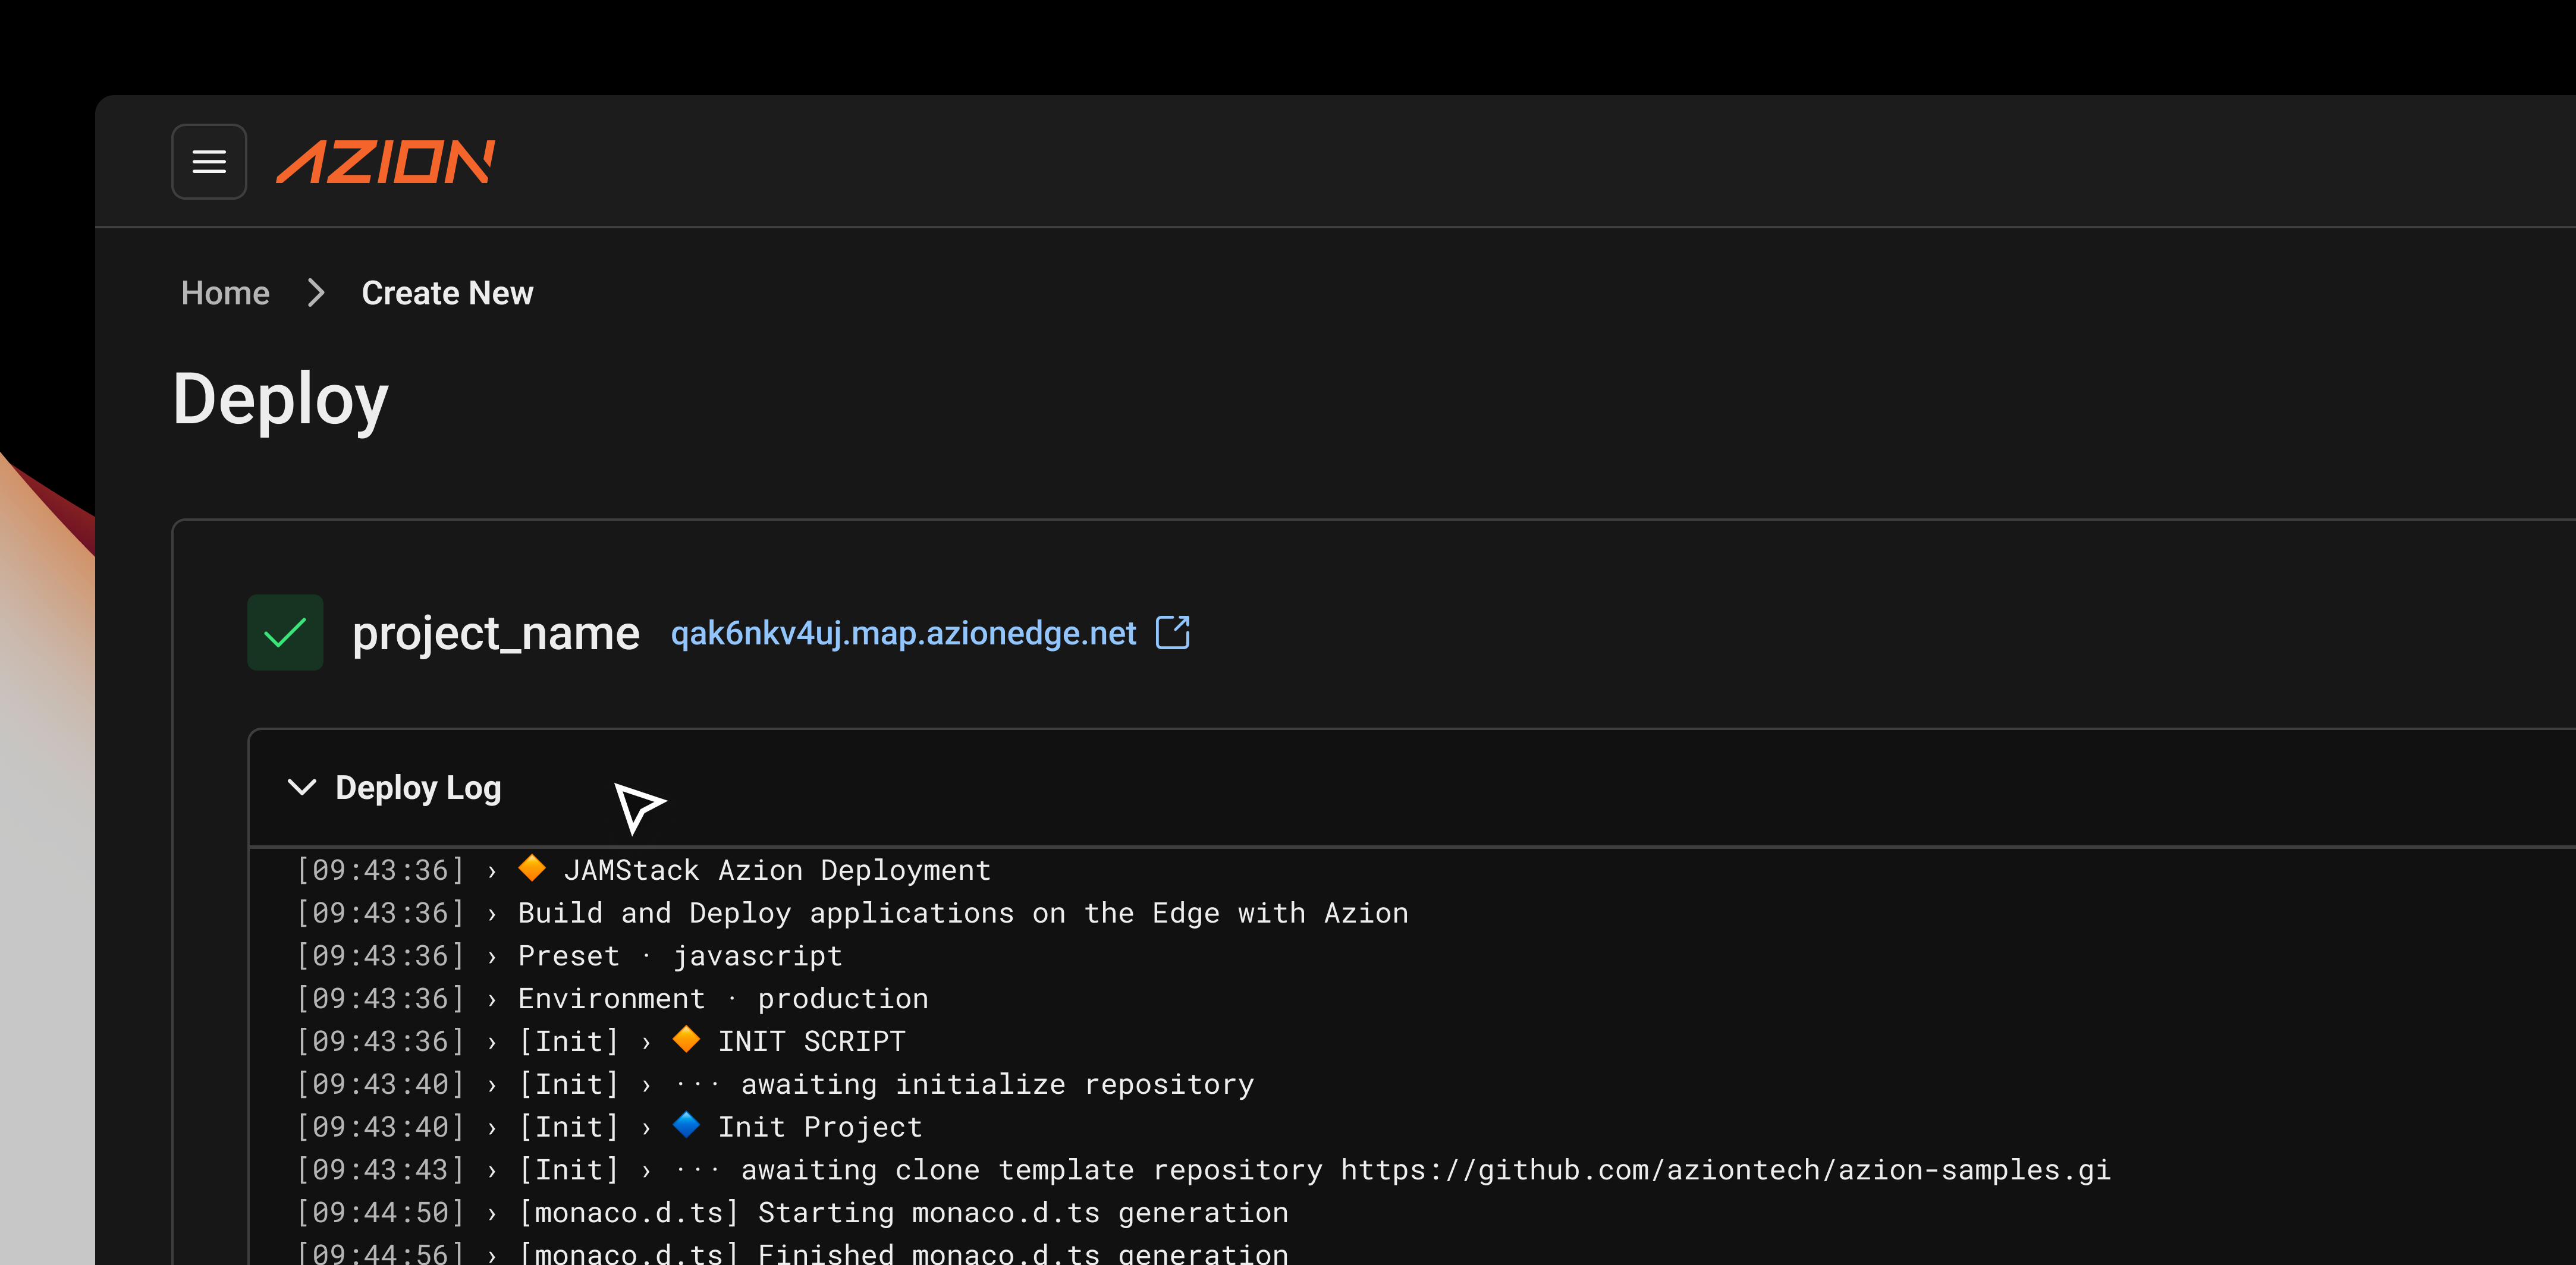 AZION
Home > Create New
Deploy
project_name qak6nkv4uj.map.azionedge.net
Deploy Log
[09:43:36] › 🔶 JAMStack Azion Deployment
[09:43:36] › Build and Deploy applications on the Edge with Azion
[09:43:36] › Preset · javascript
[09:43:36] › Environment · production
[09:43:36] › [Init] › 🔶 INIT SCRIPT
[09:43:40] › [Init] › ··· awaiting initialize repository
[09:43:40] › [Init] › 🔷 Init Project
[09:43:43] › [Init] › ··· awaiting clone template repository https://github.com/aziontech/azion-samples.gi
[09:44:50] › [monaco.d.ts] Starting monaco.d.ts generation
[09:44:56] › [monaco.d.ts] Finished monaco.d.ts generation